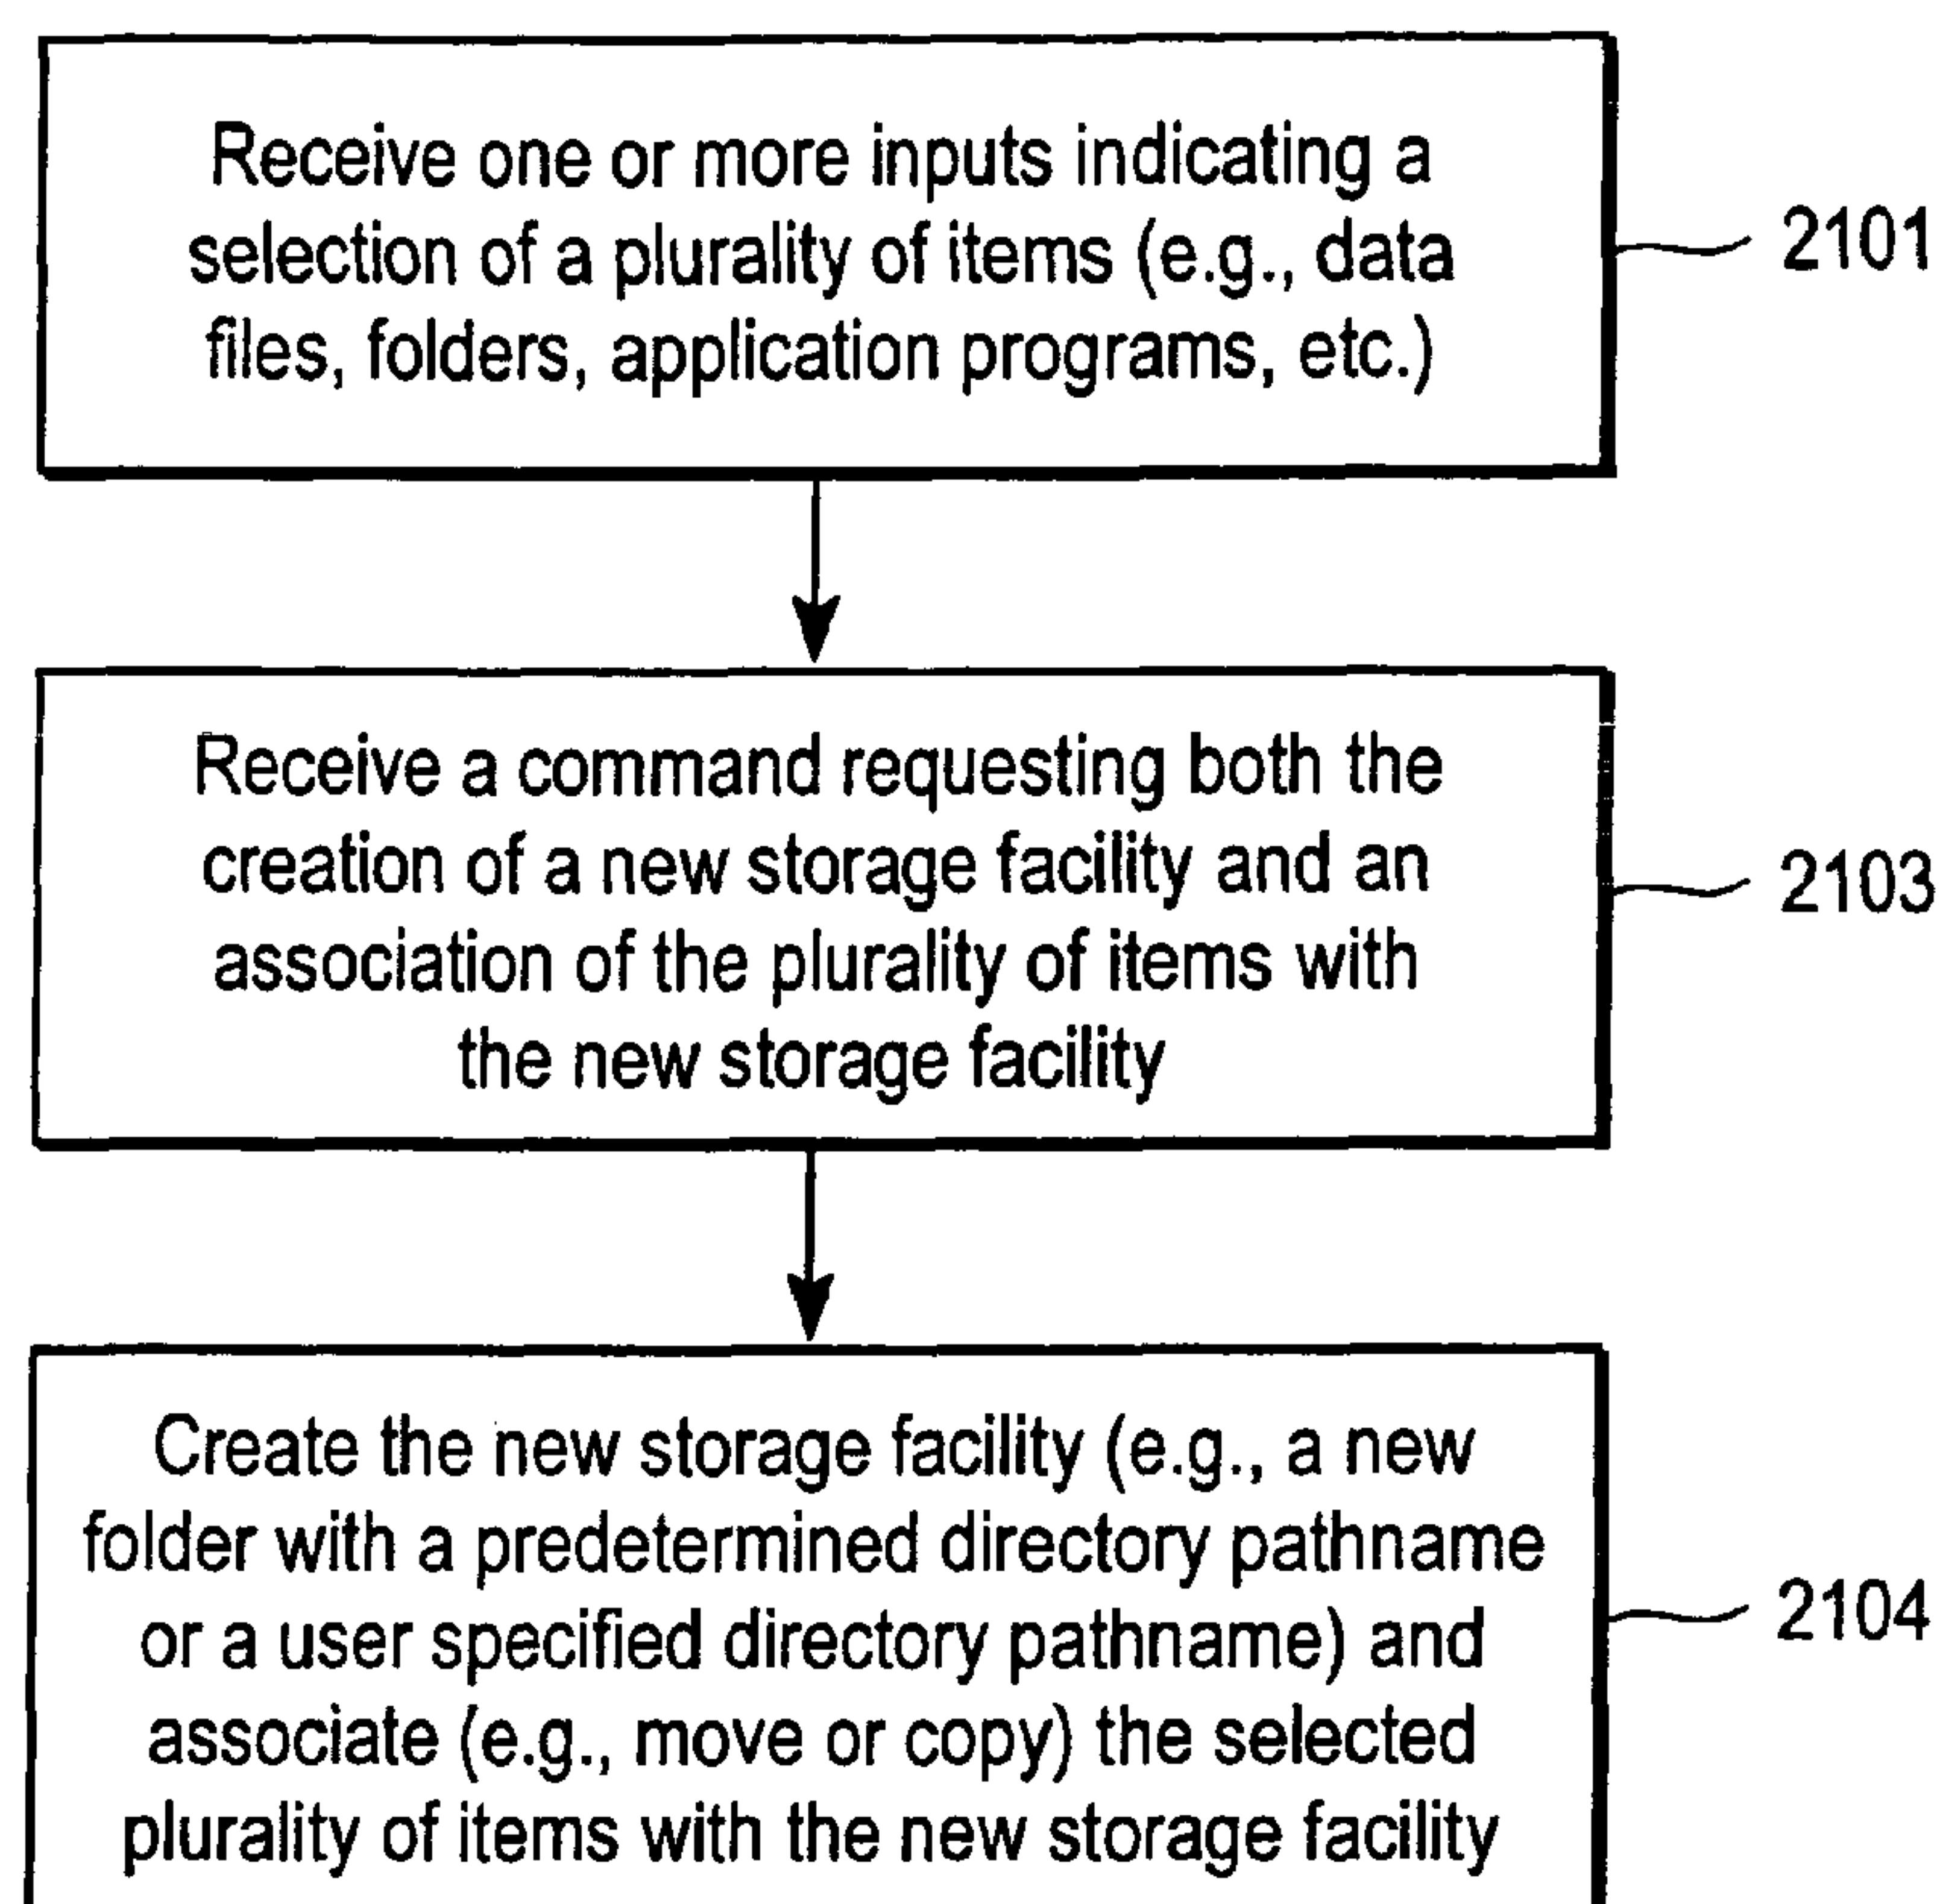 Receive one or more inputs indicating a
selection of a plurality of items (e.g., data
files, folders, application programs, etc.)
2101
Receive a command requesting both the
creation of a new storage facility and an
association of the plurality of items with
the new storage facility
2103
Create the new storage facility (e.g., a new
folder with a predetermined directory pathname
or a user specified directory pathname) and
associate (e.g., move or copy) the selected
plurality of items with the new storage facility
2104